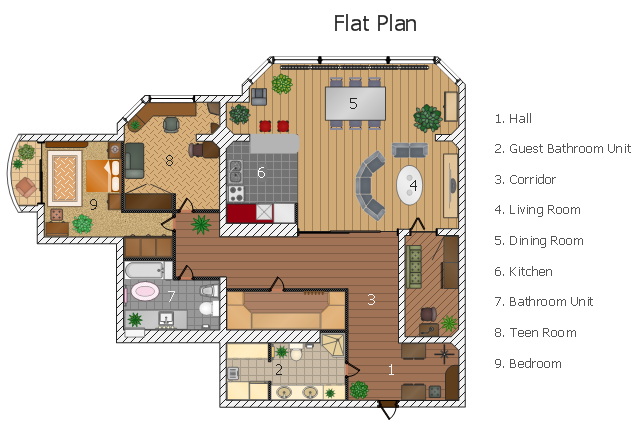 Flat Plan
5
8
6
4
9
7
3
2
1
1. Hall
2. Guest Bathroom Unit
3. Corridor
4. Living Room
5. Dining Room
6. Kitchen
7. Bathroom Unit
8. Teen Room
9. Bedroom